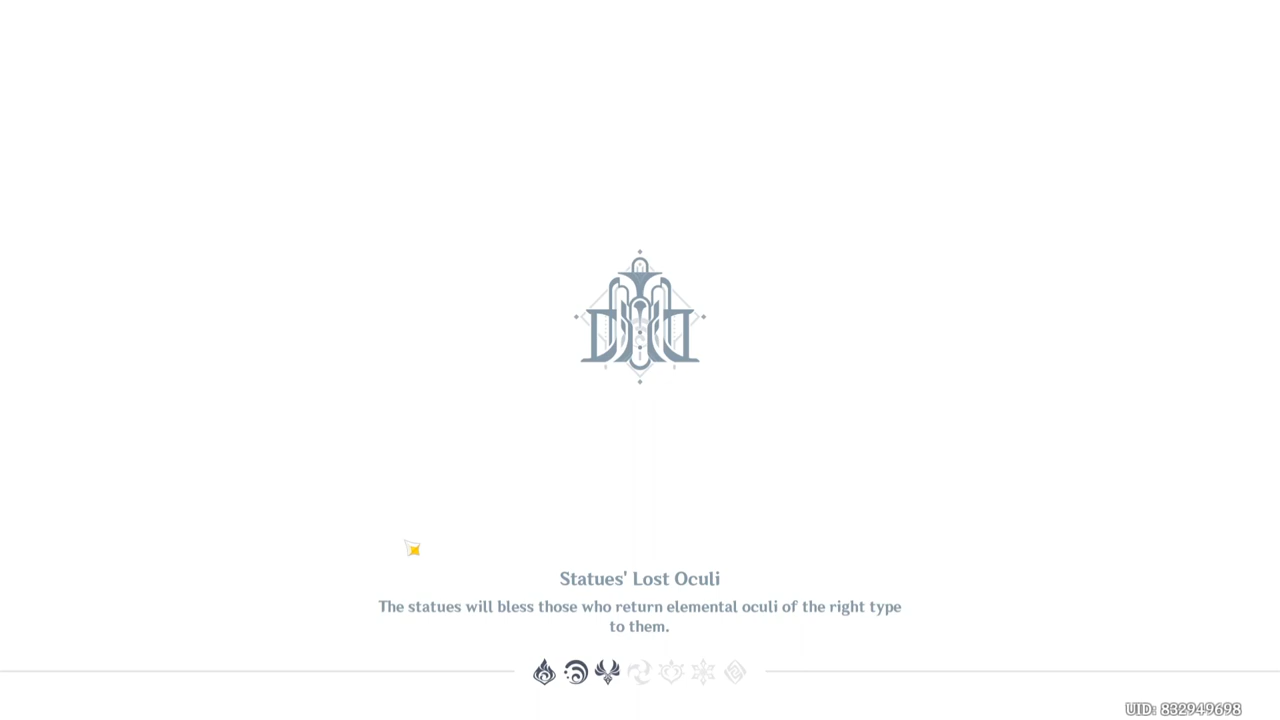 Statues' Lost Oculi
The statues will bless those who return elemental oculi of the right type
to them.
UID: 832949698